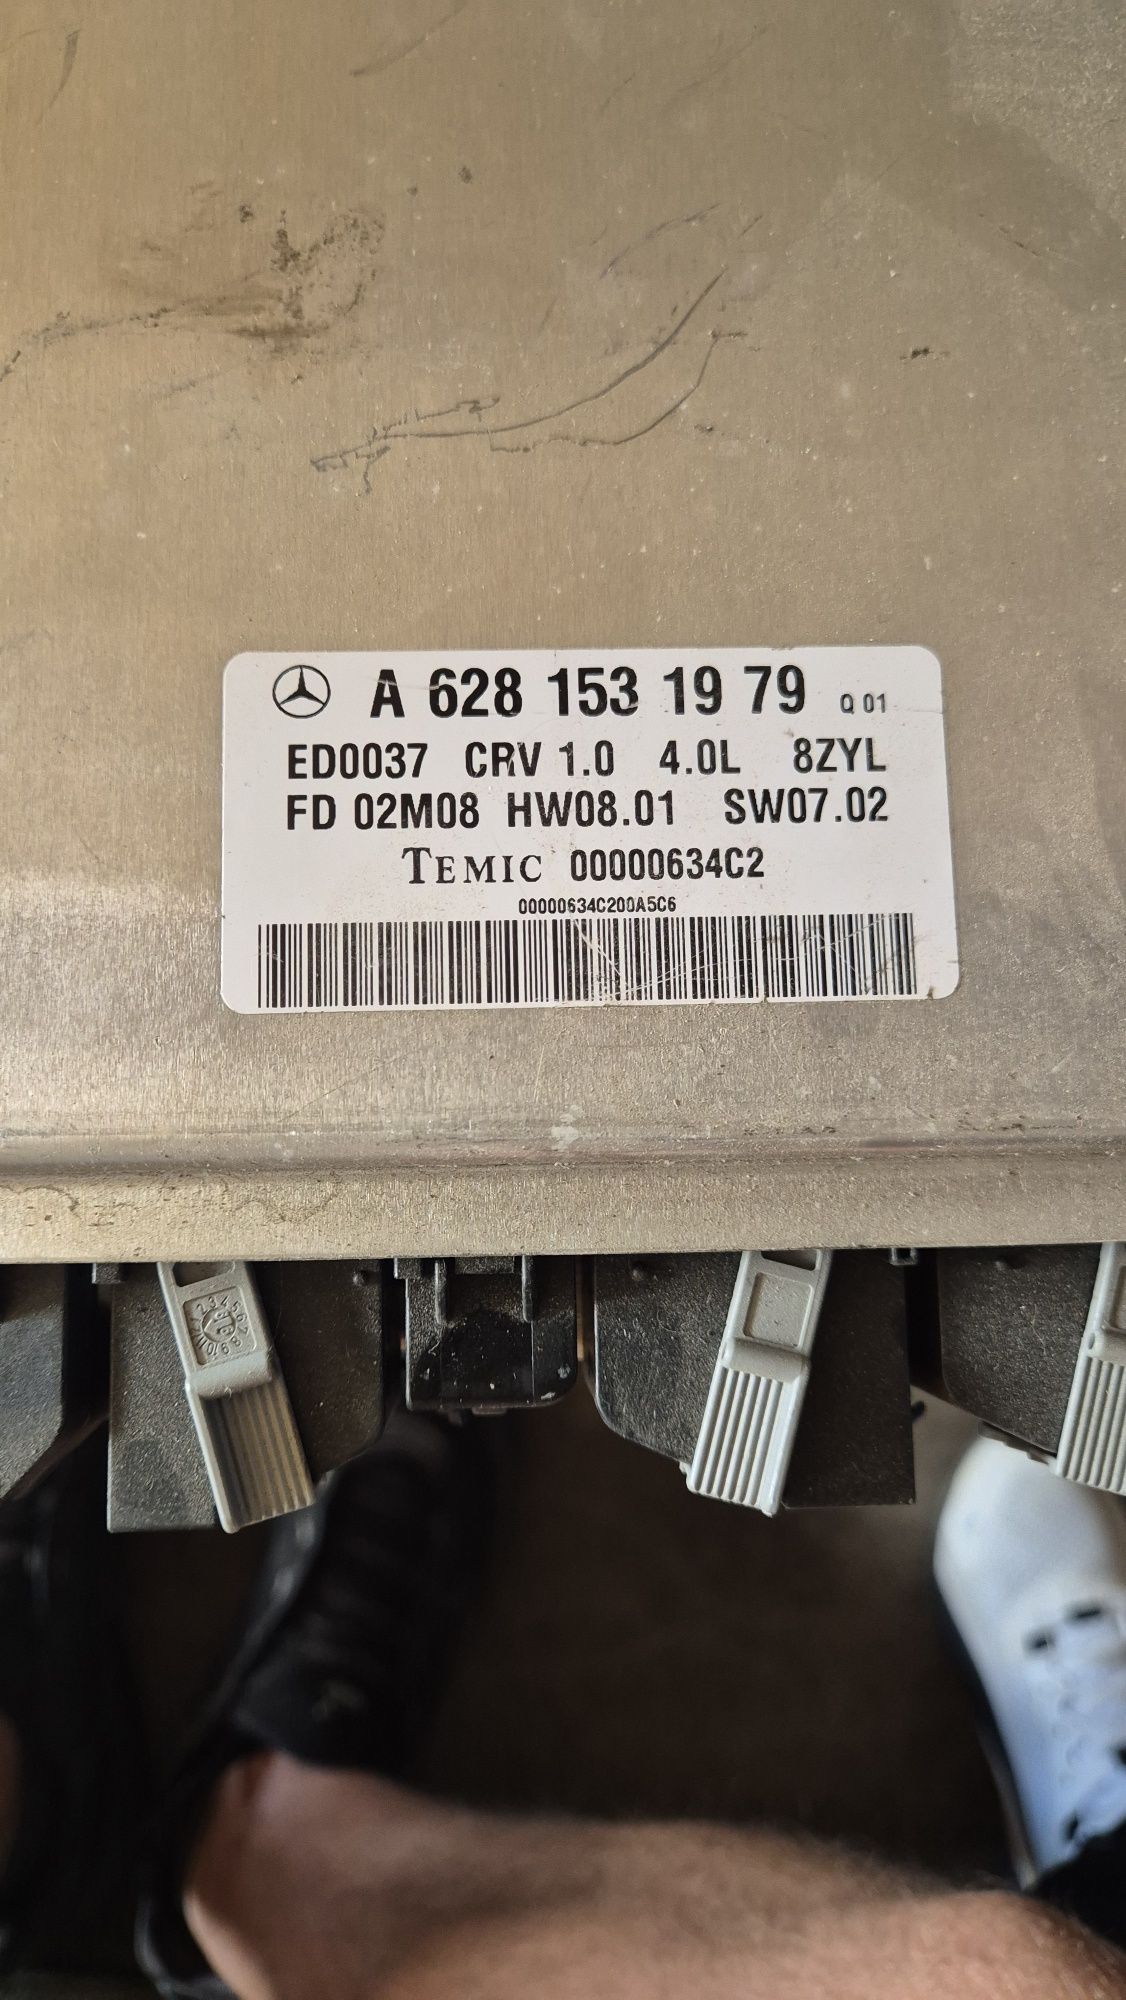 A 628 153 19 79 Q 01
ED0037 CRV 1.0 4.0L 8ZYL
FD 02M08 HW08.01 SW07.02
TEMIC 00000634C2
00000634C200A5C6